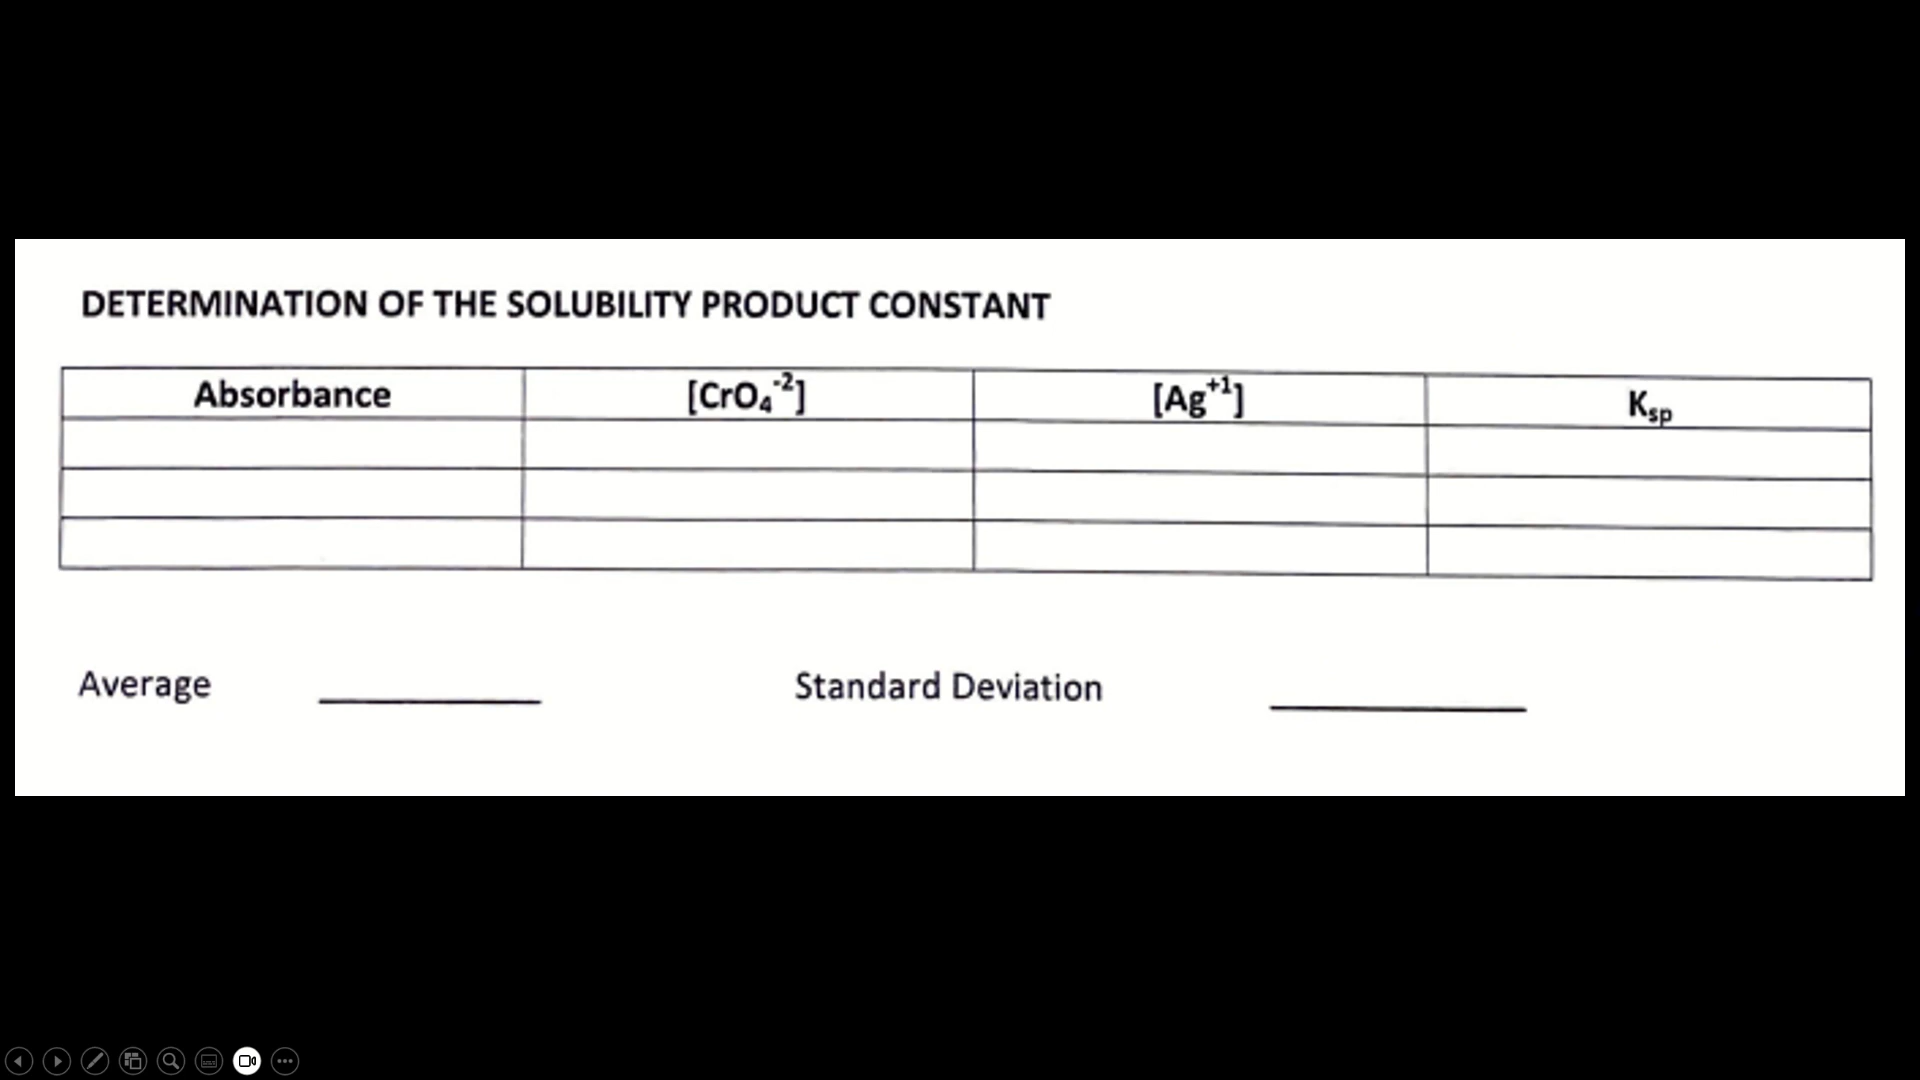 DETERMINATION OF THE SOLUBILITY PRODUCT CONSTANT
Absorbance [CrO₄⁻²] [Ag⁺¹] Kₛₚ
Average Standard Deviation